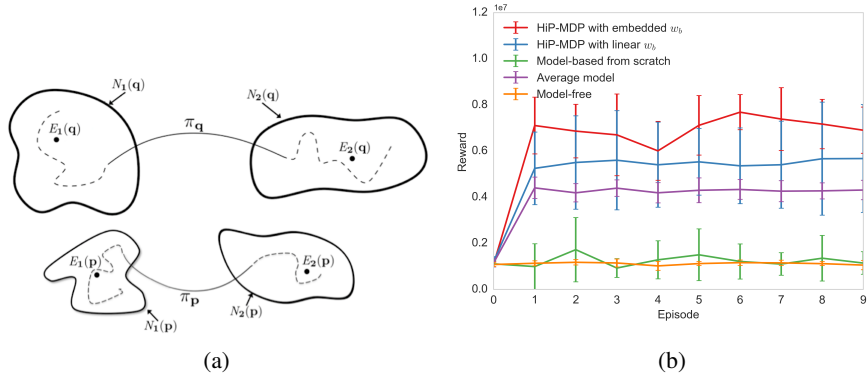 N₁(q)
E₁(q)
π_q
N₂(q)
E₂(q)
E₁(p)
π_p
N₁(p)
E₂(p)
N₂(p)
(a)
1e7
1.2
1.0
0.8
0.6
0.4
0.2
0.0
Reward
HiP-MDP with embedded w_b
HiP-MDP with linear w_b
Model-based from scratch
Average model
Model-free
0 1 2 3 4 5 6 7 8 9
Episode
(b)